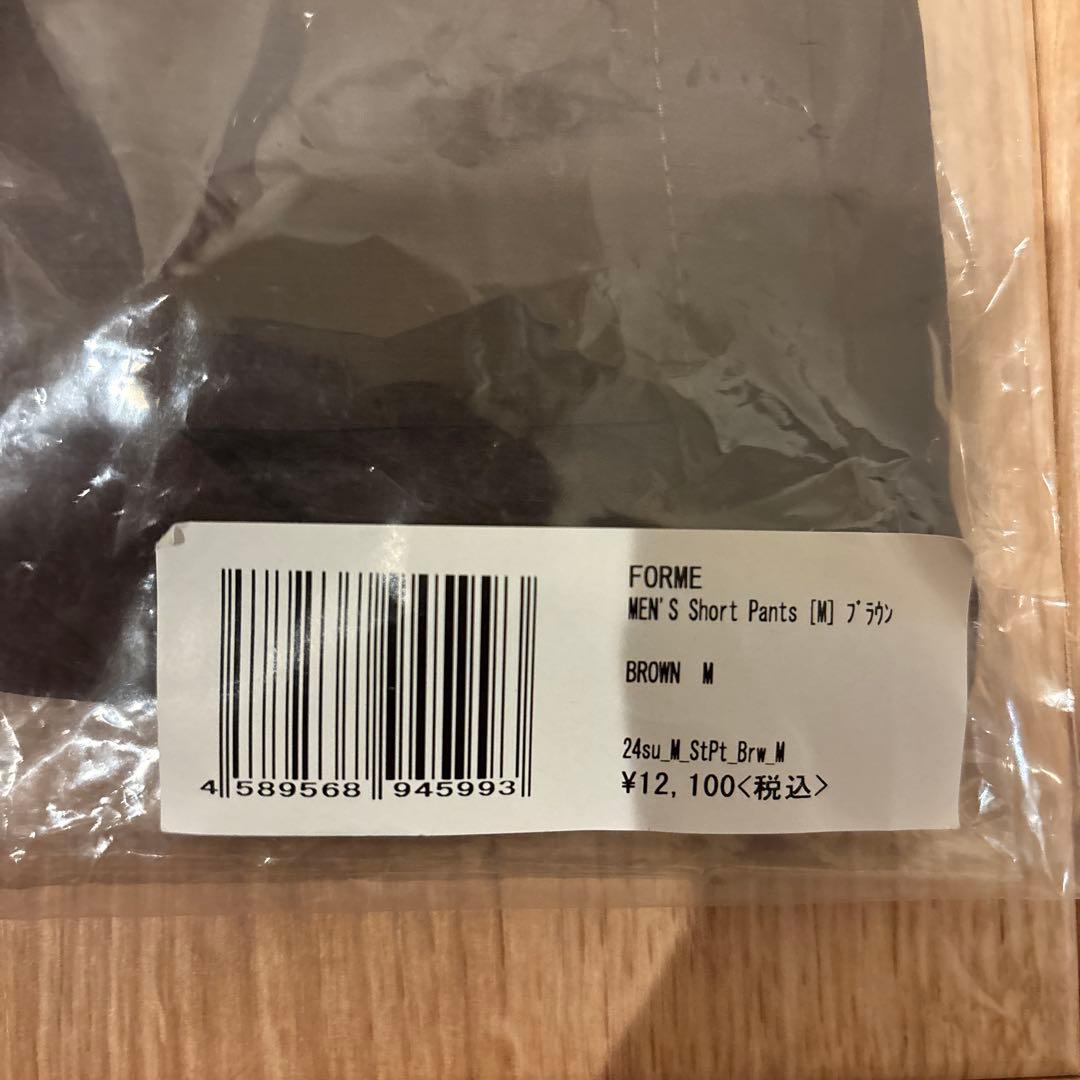 FORME
MEN'S Short Pants [M] ﾌﾞﾗｳﾝ
BROWN M
24su_M_StPt_Brw_M
¥12,100<税込>
4 589568 945993